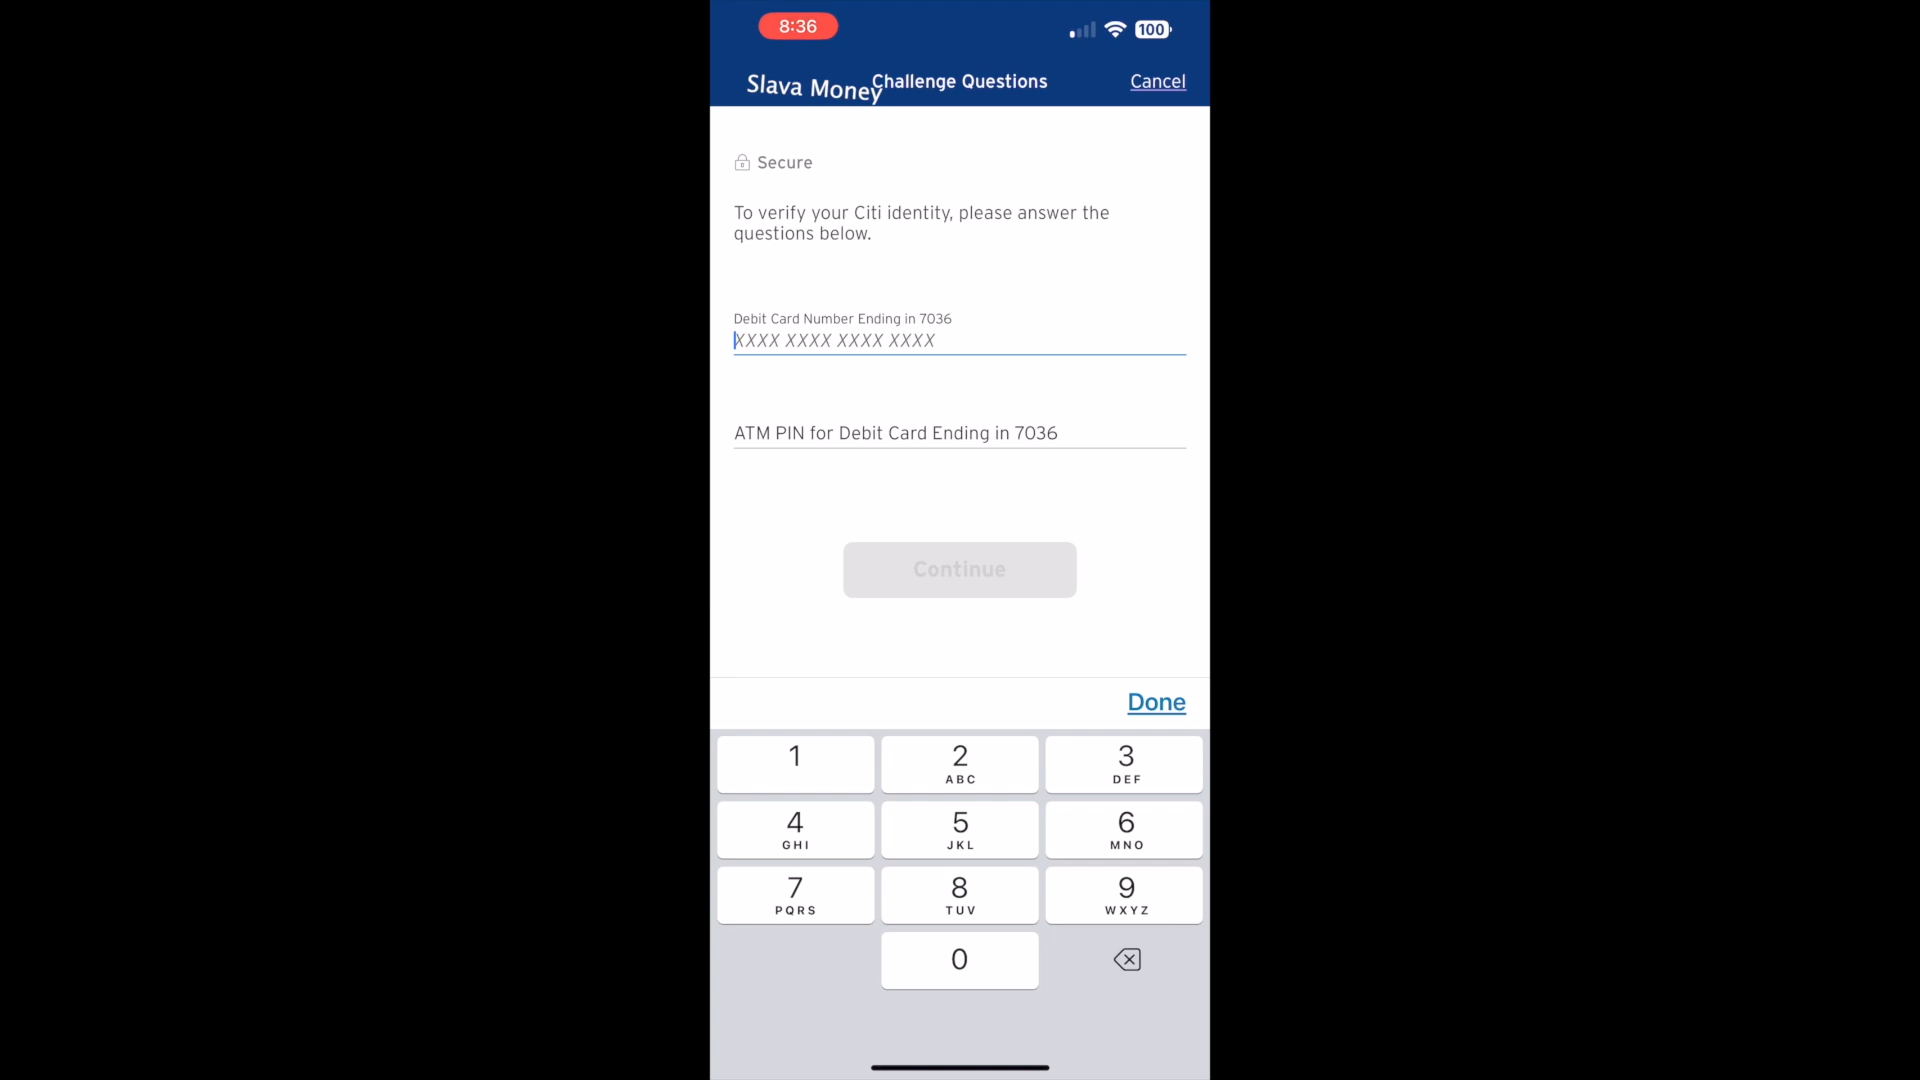 8:36
100
Slava Money
Challenge Questions
Cancel
Secure
To verify your Citi identity, please answer the
questions below.
Debit Card Number Ending in 7036
XXXX XXXX XXXX XXXX
ATM PIN for Debit Card Ending in 7036
Continue
Done
1
2
ABC
3
DEF
4
GHI
5
JKL
6
MNO
7
PQRS
8
TUV
9
WXYZ
0